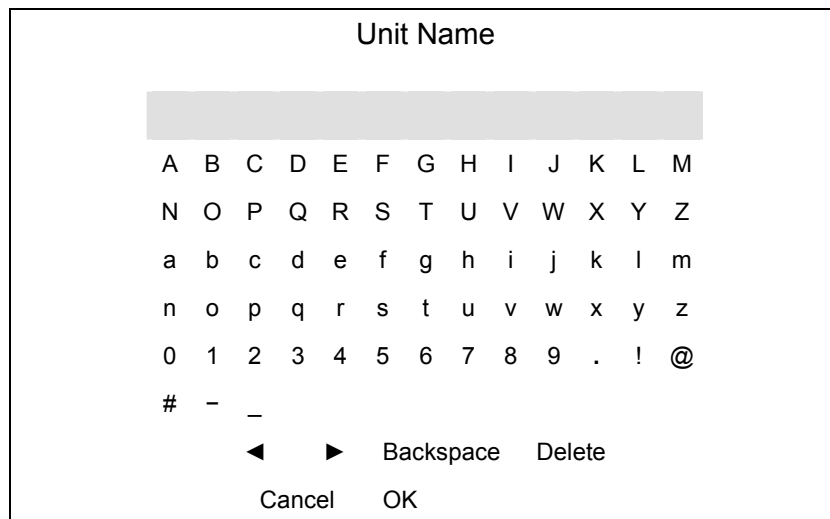 Unit Name
A B C D E F G H I J K L M
N O P Q R S T U V W X Y Z
a b c d e f g h i j k l m
n o p q r s t u v w x y z
0 1 2 3 4 5 6 7 8 9 . ! @
# – _
◄ ► Backspace Delete
Cancel OK